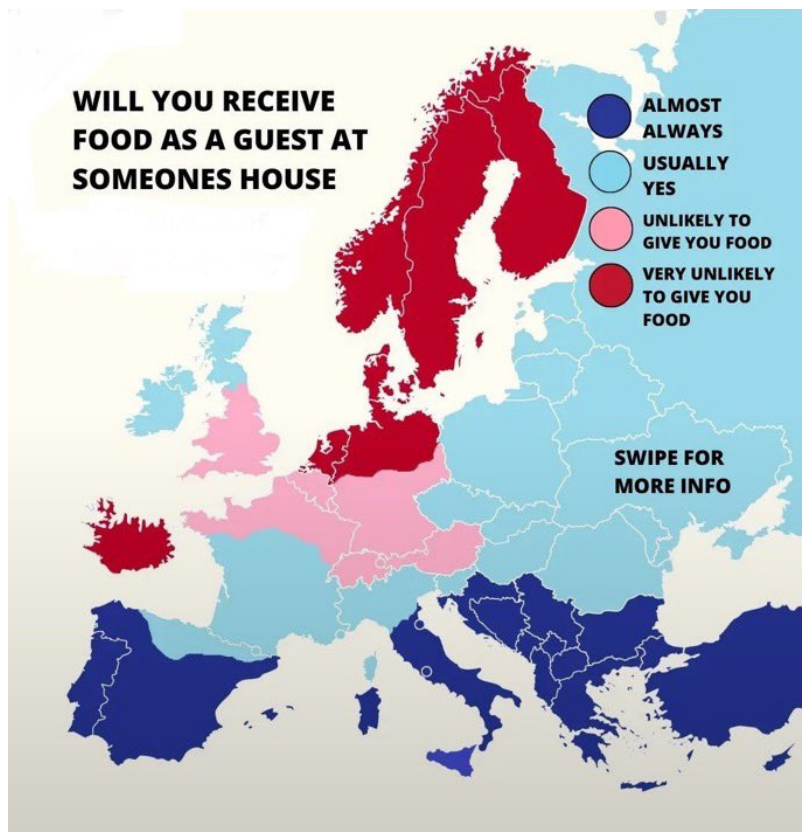 WILL YOU RECEIVE
FOOD AS A GUEST AT
SOMEONES HOUSE
ALMOST
ALWAYS
USUALLY
YES
UNLIKELY TO
GIVE YOU FOOD
VERY UNLIKELY
TO GIVE YOU
FOOD
SWIPE FOR
MORE INFO